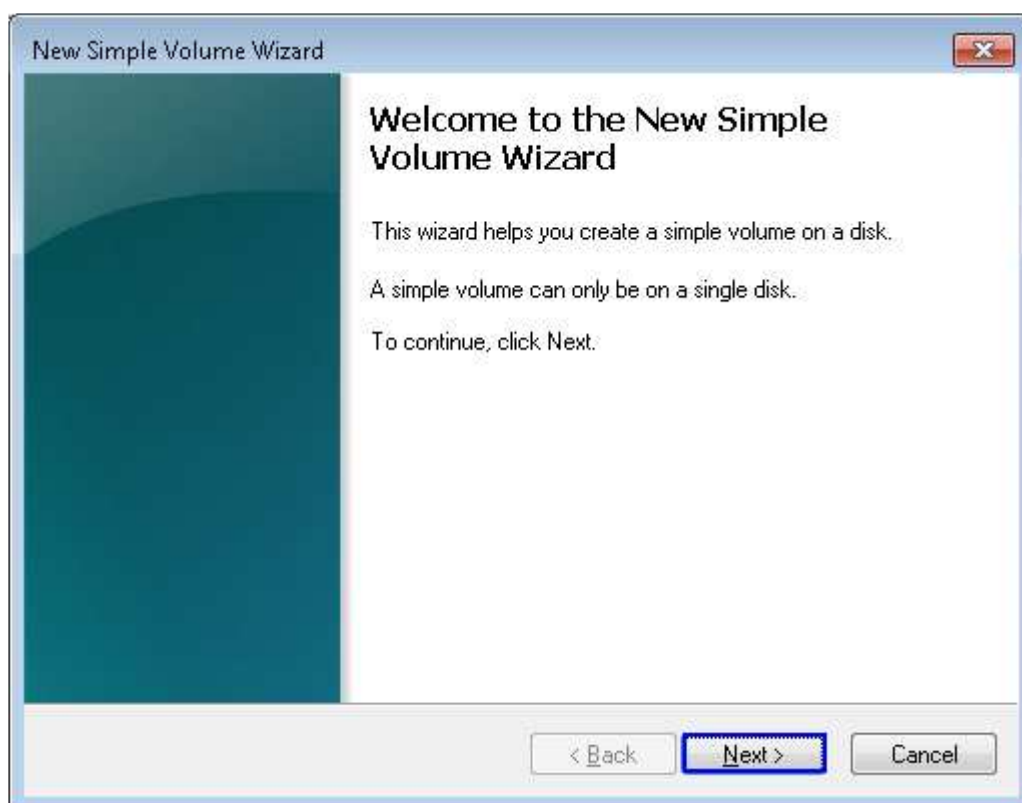 New Simple Volume Wizard
Welcome to the New Simple
Volume Wizard
This wizard helps you create a simple volume on a disk.
A simple volume can only be on a single disk.
To continue, click Next.
< Back
Next >
Cancel